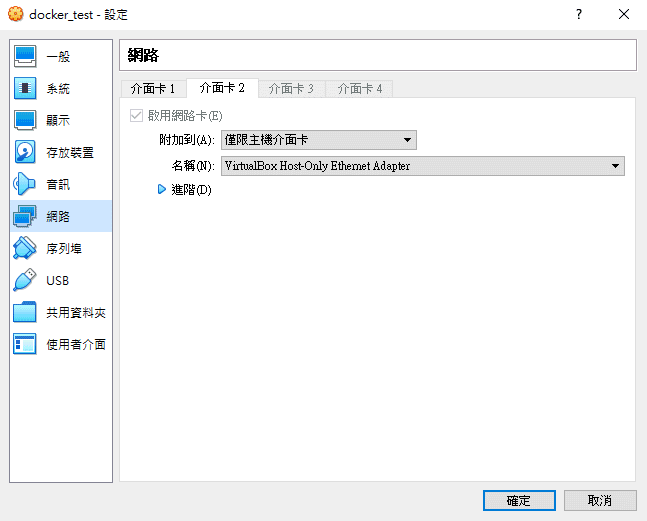 docker_test - 設定
一般
系統
顯示
存放裝置
音訊
網路
序列埠
USB
共用資料夾
使用者介面
網路
介面卡 1 介面卡 2 介面卡 3 介面卡 4
啟用網路卡(E)
附加到(A): 僅限主機介面卡
名稱(N): VirtualBox Host-Only Ethernet Adapter
進階(D)
確定 取消